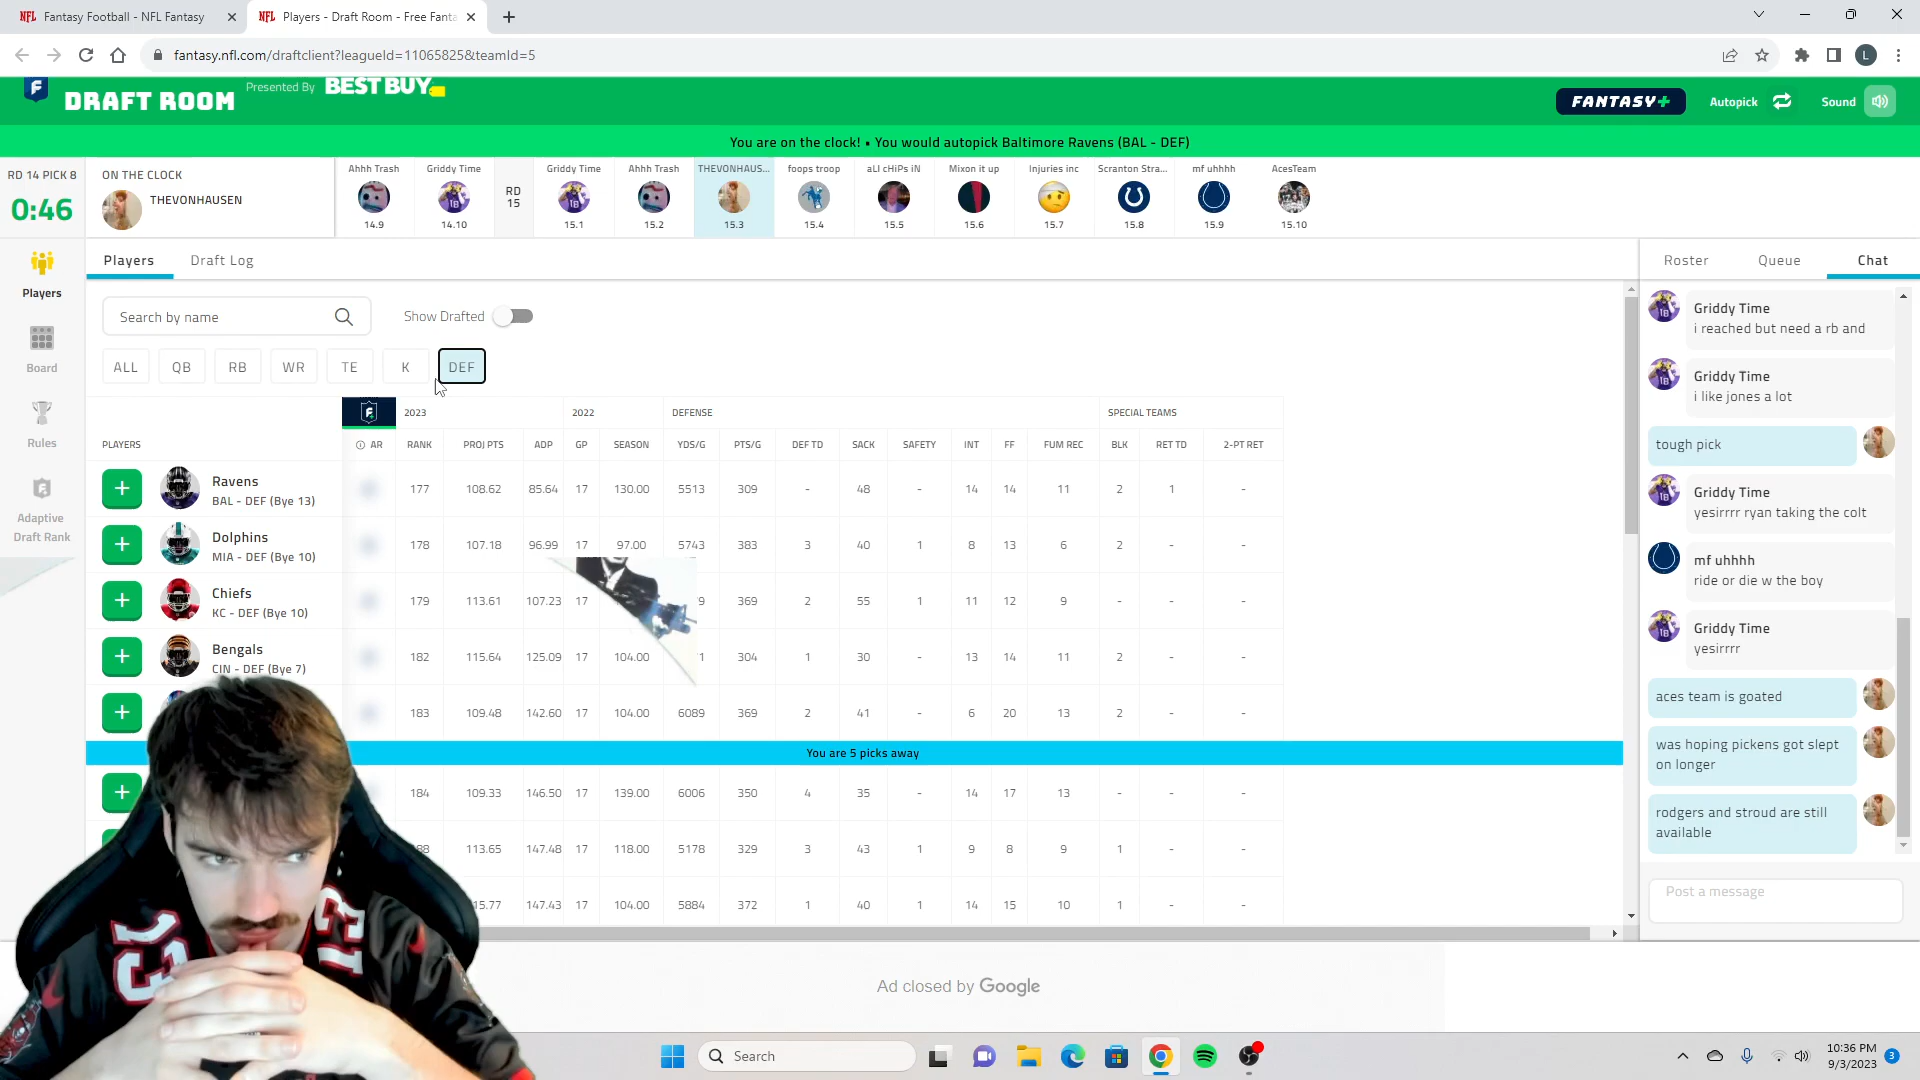 Fantasy Football - NFL Fantasy
Players - Draft Room - Free Fanta
fantasy.nfl.com/draftclient?leagueId=11065825&teamId=5
L
DRAFT ROOM
Presented By BEST BUY
FANTASY+
Autopick
Sound
You are on the clock! • You would autopick Baltimore Ravens (BAL - DEF)
RD 14 PICK 8
0:46
ON THE CLOCK
THEVONHAUSEN
Ahhh Trash
14.9
Griddy Time
14.10
RD
15
Griddy Time
15.1
Ahhh Trash
15.2
THEVONHAUS...
15.3
foops troop
15.4
aLl cHiPs iN
15.5
Mixon it up
15.6
Injuries inc
15.7
Scranton Stra...
15.8
mf uhhhh
15.9
AcesTeam
15.10
Players
Board
Rules
Adaptive
Draft Rank
Players
Draft Log
Search by name
Show Drafted
ALL QB RB WR TE K DEF
2023 2022 DEFENSE SPECIAL TEAMS
PLAYERS AR RANK PROJ PTS ADP GP SEASON YDS/G PTS/G DEF TD SACK SAFETY INT FF FUM REC BLK RET TD 2-PT RET
Ravens
BAL - DEF (Bye 13)
177 108.62 85.64 17 130.00 5513 309 - 48 - 14 14 11 2 1 -
Dolphins
MIA - DEF (Bye 10)
178 107.18 96.99 17 97.00 5743 383 3 40 1 8 13 6 2 - -
Chiefs
KC - DEF (Bye 10)
179 113.61 107.23 17 9 369 2 55 1 11 12 9 - - -
Bengals
CIN - DEF (Bye 7)
182 115.64 125.09 17 104.00 1 304 1 30 - 13 14 11 2 - -
183 109.48 142.60 17 104.00 6089 369 2 41 - 6 20 13 2 - -
You are 5 picks away
184 109.33 146.50 17 139.00 6006 350 4 35 - 14 17 13 - - -
88 113.65 147.48 17 118.00 5178 329 3 43 1 9 8 9 1 - -
15.77 147.43 17 104.00 5884 372 1 40 1 14 15 10 1 - -
Roster
Queue
Chat
Griddy Time
i reached but need a rb and
Griddy Time
i like jones a lot
tough pick
Griddy Time
yesirrrr ryan taking the colt
mf uhhhh
ride or die w the boy
Griddy Time
yesirrrr
aces team is goated
was hoping pickens got slept
on longer
rodgers and stroud are still
available
Post a message
Ad closed by Google
13
Search
10:36 PM
9/3/2023
3